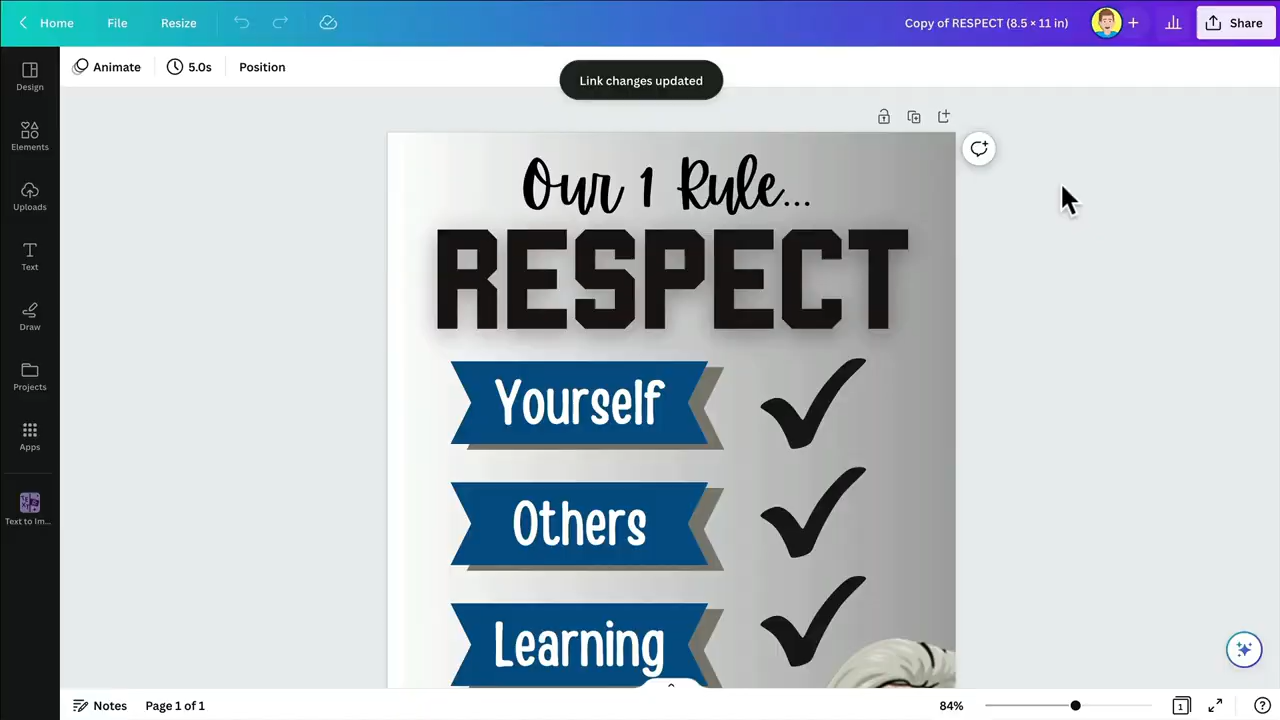 Home File Resize Copy of RESPECT (8.5 × 11 in) Share
Animate 5.0s Position
Link changes updated
Design
Elements
Uploads
Text
Draw
Projects
Apps
Text to Im...
Our 1 Rule...
RESPECT
Yourself
Others
Learning
Notes Page 1 of 1 84% 1